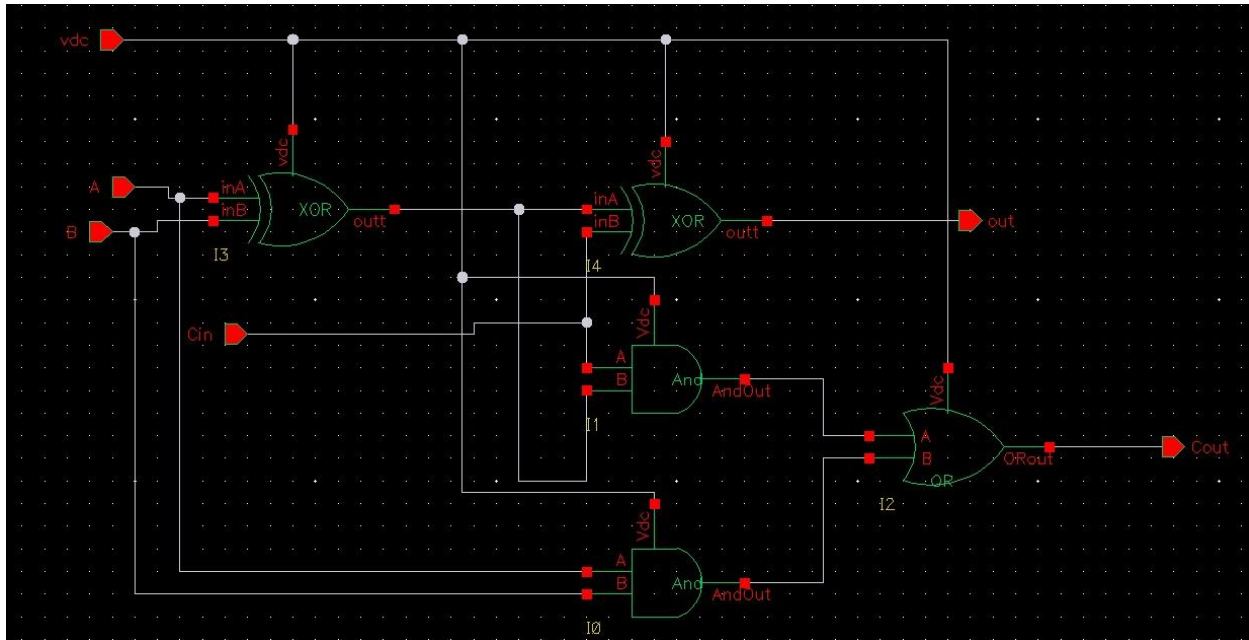 vdc
vdc
vdc
A
inA
XOR
inB
outt
I3
B
inA
XOR
inB
outt
I4
out
Cin
Vdc
A
And
B
AndOut
I1
Vdc
A
B
ORout
OR
I2
Cout
Vdc
A
And
B
AndOut
I0